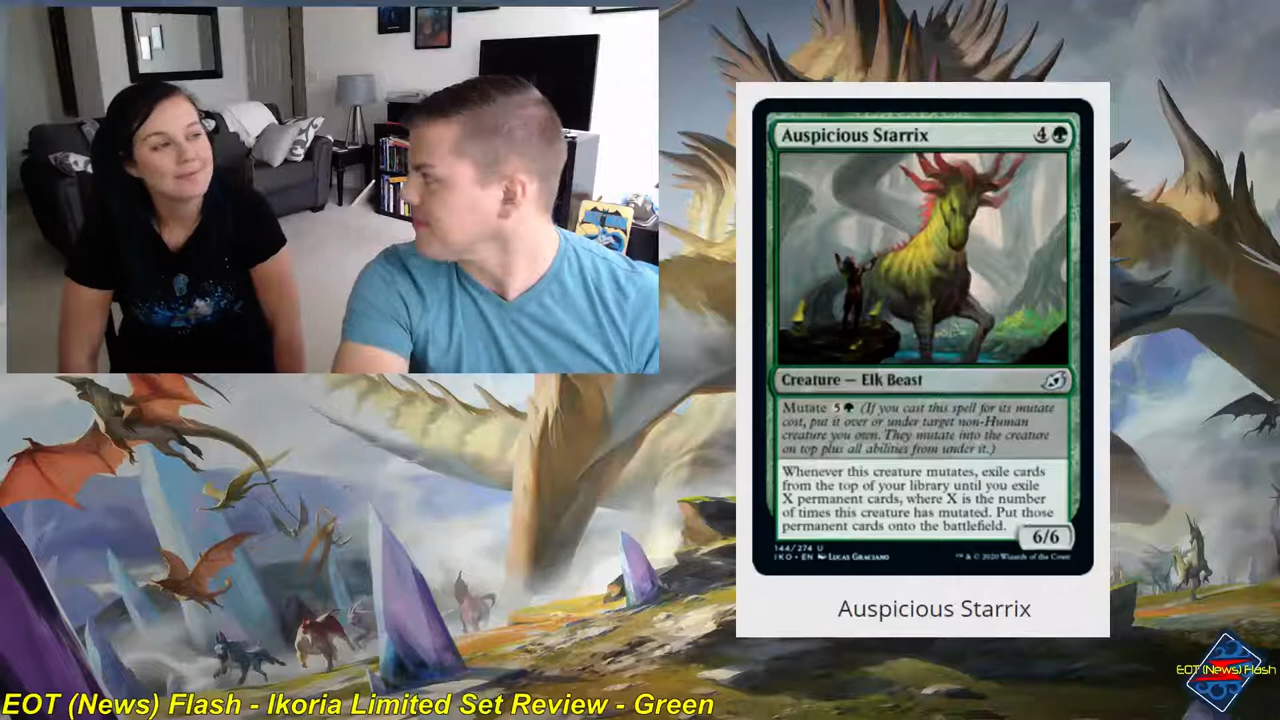 Auspicious Starrix 4
Creature — Elk Beast
Mutate 5 (If you cast this spell for its mutate
cost, put it over or under target non-Human
creature you own. They mutate into the creature
on top plus all abilities from under it.)
Whenever this creature mutates, exile cards
from the top of your library until you exile
X permanent cards, where X is the number
of times this creature has mutated. Put those
permanent cards onto the battlefield.
6/6
144/274 U
IKO • EN Lucas Graciano ™ & © 2020 Wizards of the Coast
Auspicious Starrix
EOT (News) Flash
EOT (News) Flash - Ikoria Limited Set Review - Green